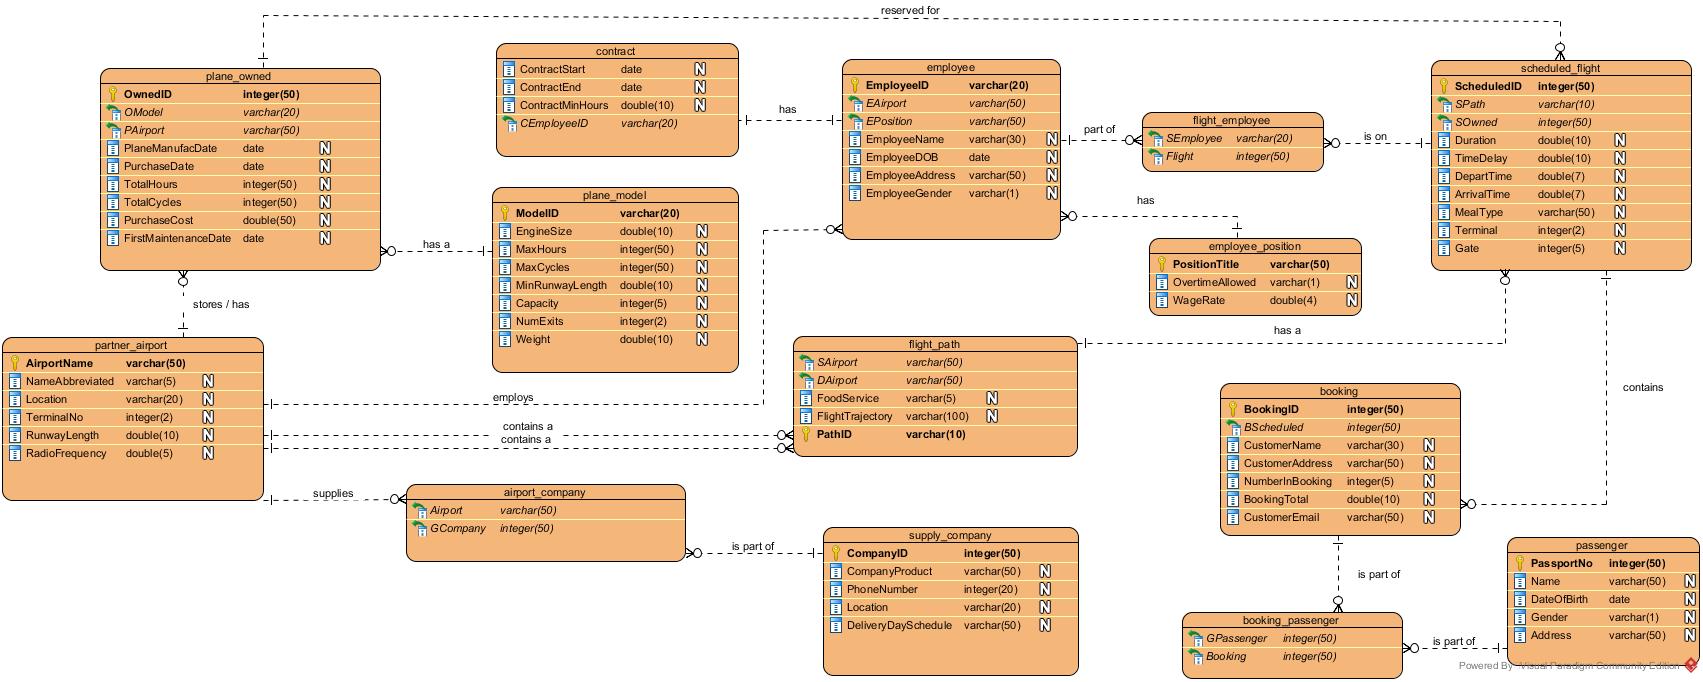 reserved for
plane_owned
OwnedID integer(50)
OModel varchar(20)
PAirport varchar(50)
PlaneManufacDate date N
PurchaseDate date N
TotalHours integer(50) N
TotalCycles integer(50) N
PurchaseCost double(50) N
FirstMaintenanceDate date N
contract
ContractStart date N
ContractEnd date N
ContractMinHours double(10) N
CEmployeeID varchar(20)
has
employee
EmployeeID varchar(20)
EAirport varchar(50)
EPosition varchar(50)
EmployeeName varchar(30) N
EmployeeDOB date N
EmployeeAddress varchar(50) N
EmployeeGender varchar(1) N
part of
flight_employee
SEmployee varchar(20)
Flight integer(50)
is on
scheduled_flight
ScheduledID integer(50)
SPath varchar(10)
SOwned integer(50)
Duration double(10) N
TimeDelay double(10) N
DepartTime double(7) N
ArrivalTime double(7) N
MealType varchar(50) N
Terminal integer(2) N
Gate integer(5) N
has a
plane_model
ModelID varchar(20)
EngineSize double(10) N
MaxHours integer(50) N
MaxCycles integer(50) N
MinRunwayLength double(10) N
Capacity integer(5) N
NumExits integer(2) N
Weight double(10) N
has
employee_position
PositionTitle varchar(50)
OvertimeAllowed varchar(1) N
WageRate double(4) N
stores / has
partner_airport
AirportName varchar(50)
NameAbbreviated varchar(5) N
Location varchar(20) N
TerminalNo integer(2) N
RunwayLength double(10) N
RadioFrequency double(5) N
employs
contains a
contains a
flight_path
SAirport varchar(50)
DAirport varchar(50)
FoodService varchar(5) N
FlightTrajectory varchar(100) N
PathID varchar(10)
has a
contains
booking
BookingID integer(50)
BScheduled integer(50)
CustomerName varchar(30) N
CustomerAddress varchar(50) N
NumberInBooking integer(5) N
BookingTotal double(10) N
CustomerEmail varchar(50) N
supplies
airport_company
Airport varchar(50)
GCompany integer(50)
is part of
supply_company
CompanyID integer(50)
CompanyProduct varchar(50) N
PhoneNumber integer(20) N
Location varchar(20) N
DeliveryDaySchedule varchar(50) N
is part of
booking_passenger
GPassenger integer(50)
Booking integer(50)
is part of
passenger
PassportNo integer(50)
Name varchar(50) N
DateOfBirth date N
Gender varchar(1) N
Address varchar(50) N
Powered By Visual Paradigm Community Edition